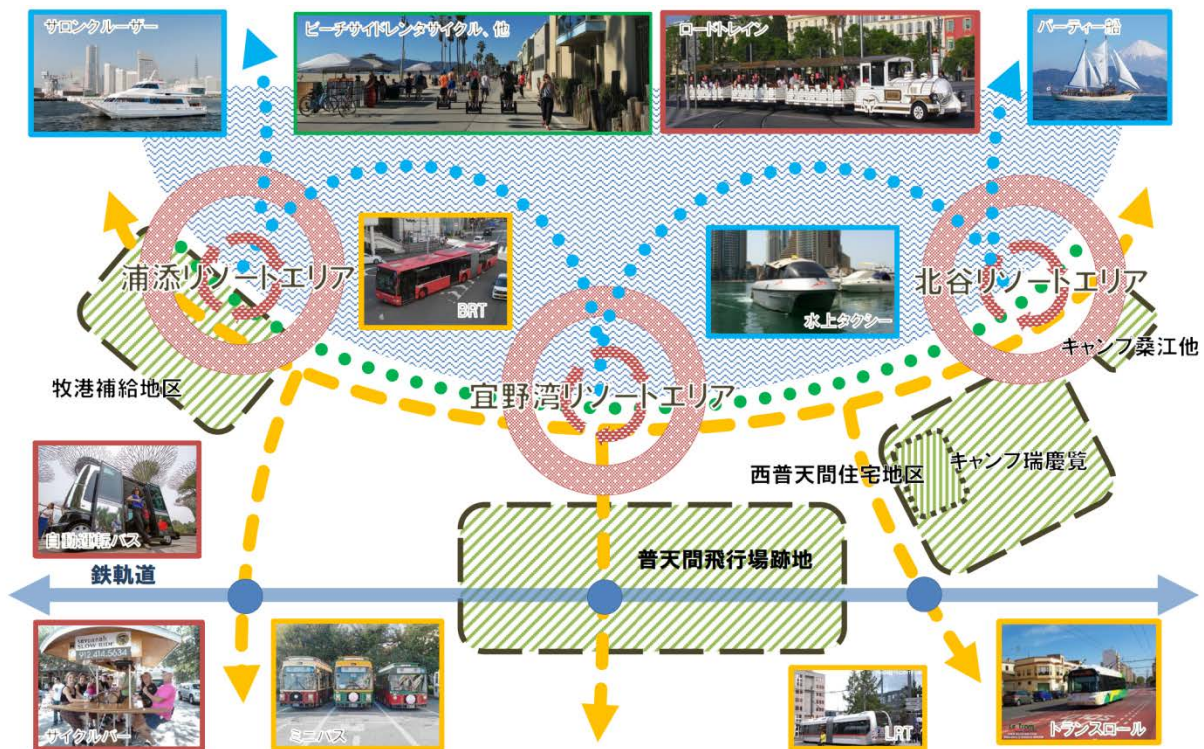 サロンクルーザー
ビーチサイドレンタサイクル、他
ロードトレイン
パーティー船
BRT
水上タクシー
浦添リゾートエリア
北谷リゾートエリア
宜野湾リゾートエリア
キャンプ桑江他
牧港補給地区
西普天間住宅地区
キャンプ瑞慶覧
自動運転バス
普天間飛行場跡地
鉄軌道
SAVANNAH
SLOW RIDE
912.414.5634
サイクルバー
ミニバス
LRT
トランスロール